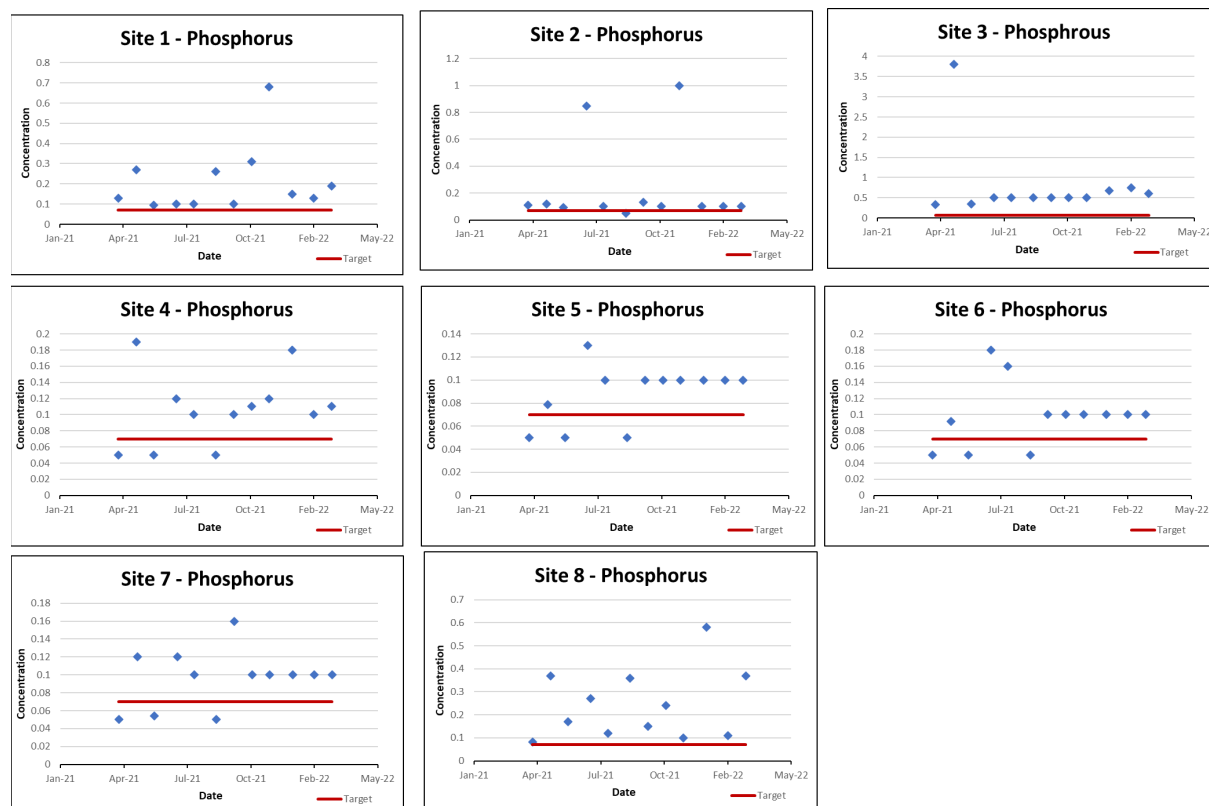 Site 1 - Phosphorus
0.8
0.7
0.6
0.5
0.4
0.3
0.2
0.1
0
Concentration
Jan-21 Apr-21 Jul-21 Oct-21 Feb-22 May-22
Date
Target
Site 2 - Phosphorus
1.2
1
0.8
0.6
0.4
0.2
0
Concentration
Jan-21 Apr-21 Jul-21 Oct-21 Feb-22 May-22
Date
Target
Site 3 - Phosphrous
4
3.5
3
2.5
2
1.5
1
0.5
0
Concentration
Jan-21 Apr-21 Jul-21 Oct-21 Feb-22 May-22
Date
Target
Site 4 - Phosphorus
0.2
0.18
0.16
0.14
0.12
0.1
0.08
0.06
0.04
0.02
0
Concentration
Jan-21 Apr-21 Jul-21 Oct-21 Feb-22 May-22
Date
Target
Site 5 - Phosphorus
0.14
0.12
0.1
0.08
0.06
0.04
0.02
0
Concentration
Jan-21 Apr-21 Jul-21 Oct-21 Feb-22 May-22
Date
Target
Site 6 - Phosphorus
0.2
0.18
0.16
0.14
0.12
0.1
0.08
0.06
0.04
0.02
0
Concentration
Jan-21 Apr-21 Jul-21 Oct-21 Feb-22 May-22
Date
Target
Site 7 - Phosphorus
0.18
0.16
0.14
0.12
0.1
0.08
0.06
0.04
0.02
0
Concentration
Jan-21 Apr-21 Jul-21 Oct-21 Feb-22 May-22
Date
Target
Site 8 - Phosphorus
0.7
0.6
0.5
0.4
0.3
0.2
0.1
0
Concentration
Jan-21 Apr-21 Jul-21 Oct-21 Feb-22 May-22
Date
Target